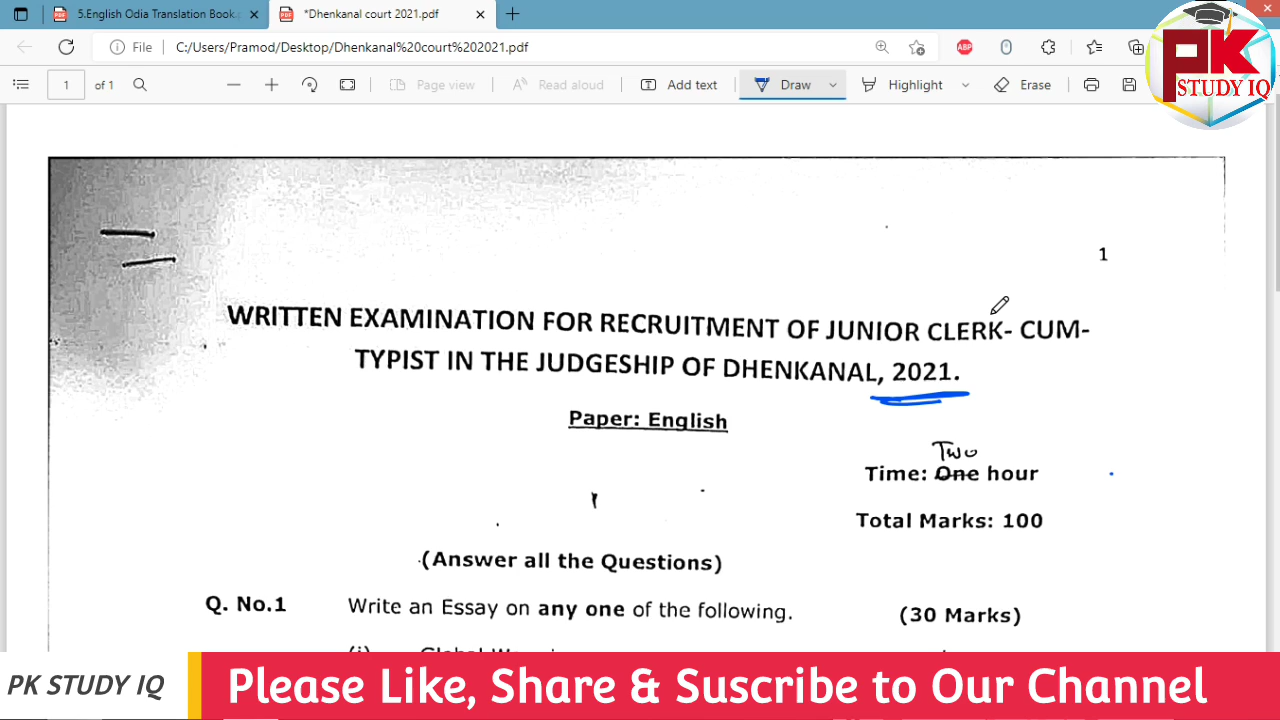 5.English Odia Translation Book.p
*Dhenkanal court 2021.pdf
File
C:/Users/Pramod/Desktop/Dhenkanal%20court%202021.pdf
ABP
1
of 1
Page view
Read aloud
Add text
Draw
Highlight
Erase
PK
STUDY IQ
1
WRITTEN EXAMINATION FOR RECRUITMENT OF JUNIOR CLERK- CUM-
TYPIST IN THE JUDGESHIP OF DHENKANAL, 2021.
Paper: English
Two
Time: One hour
Total Marks: 100
(Answer all the Questions)
Q. No.1 Write an Essay on any one of the following. (30 Marks)
(i) Global
PK STUDY IQ
Please Like, Share & Suscribe to Our Channel